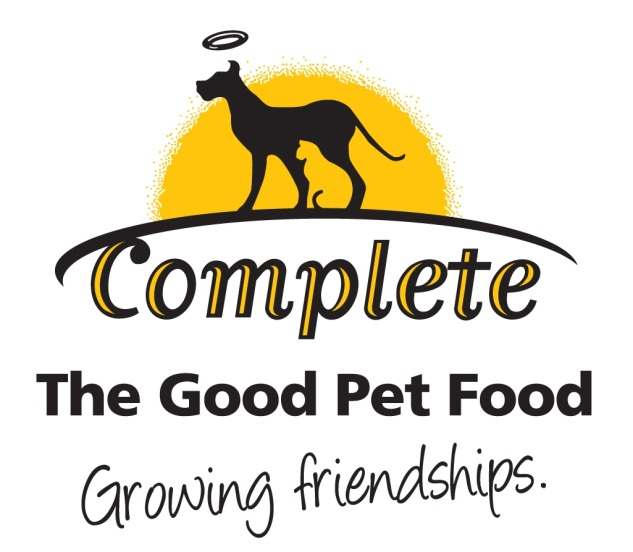 Complete
The Good Pet Food
Growing friendships.